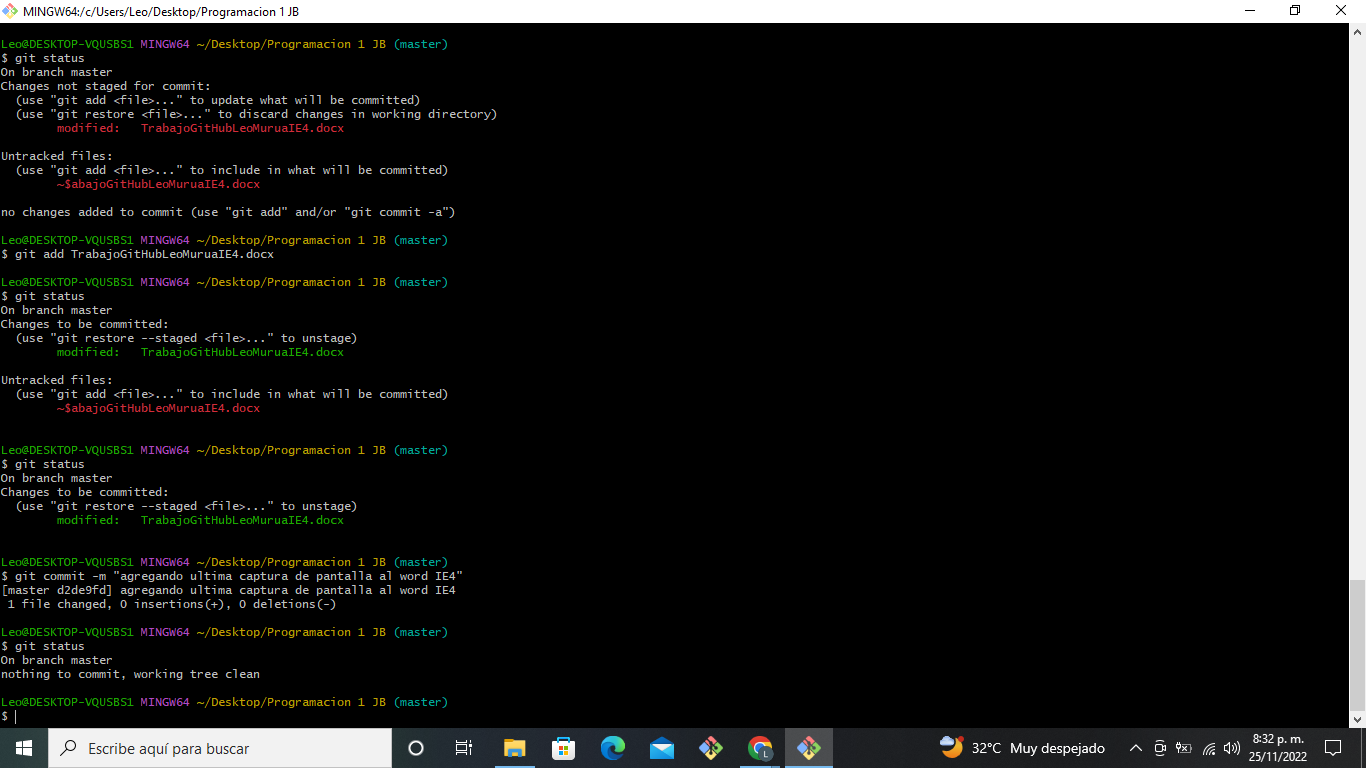 MINGW64:/c/Users/Leo/Desktop/Programacion 1 JB
Leo@DESKTOP-VQUSBS1 MINGW64 ~/Desktop/Programacion 1 JB (master)
$ git status
On branch master
Changes not staged for commit:
  (use "git add <file>..." to update what will be committed)
  (use "git restore <file>..." to discard changes in working directory)
        modified:   TrabajoGitHubLeoMuruaIE4.docx
Untracked files:
  (use "git add <file>..." to include in what will be committed)
        ~$abajoGitHubLeoMuruaIE4.docx
no changes added to commit (use "git add" and/or "git commit -a")
Leo@DESKTOP-VQUSBS1 MINGW64 ~/Desktop/Programacion 1 JB (master)
$ git add TrabajoGitHubLeoMuruaIE4.docx
Leo@DESKTOP-VQUSBS1 MINGW64 ~/Desktop/Programacion 1 JB (master)
$ git status
On branch master
Changes to be committed:
  (use "git restore --staged <file>..." to unstage)
        modified:   TrabajoGitHubLeoMuruaIE4.docx
Untracked files:
  (use "git add <file>..." to include in what will be committed)
        ~$abajoGitHubLeoMuruaIE4.docx
Leo@DESKTOP-VQUSBS1 MINGW64 ~/Desktop/Programacion 1 JB (master)
$ git status
On branch master
Changes to be committed:
  (use "git restore --staged <file>..." to unstage)
        modified:   TrabajoGitHubLeoMuruaIE4.docx
Leo@DESKTOP-VQUSBS1 MINGW64 ~/Desktop/Programacion 1 JB (master)
$ git commit -m "agregando ultima captura de pantalla al word IE4"
[master d2de9fd] agregando ultima captura de pantalla al word IE4
 1 file changed, 0 insertions(+), 0 deletions(-)
Leo@DESKTOP-VQUSBS1 MINGW64 ~/Desktop/Programacion 1 JB (master)
$ git status
On branch master
nothing to commit, working tree clean
Leo@DESKTOP-VQUSBS1 MINGW64 ~/Desktop/Programacion 1 JB (master)
$
Escribe aquí para buscar
L
32°C Muy despejado
8:32 p. m.
25/11/2022